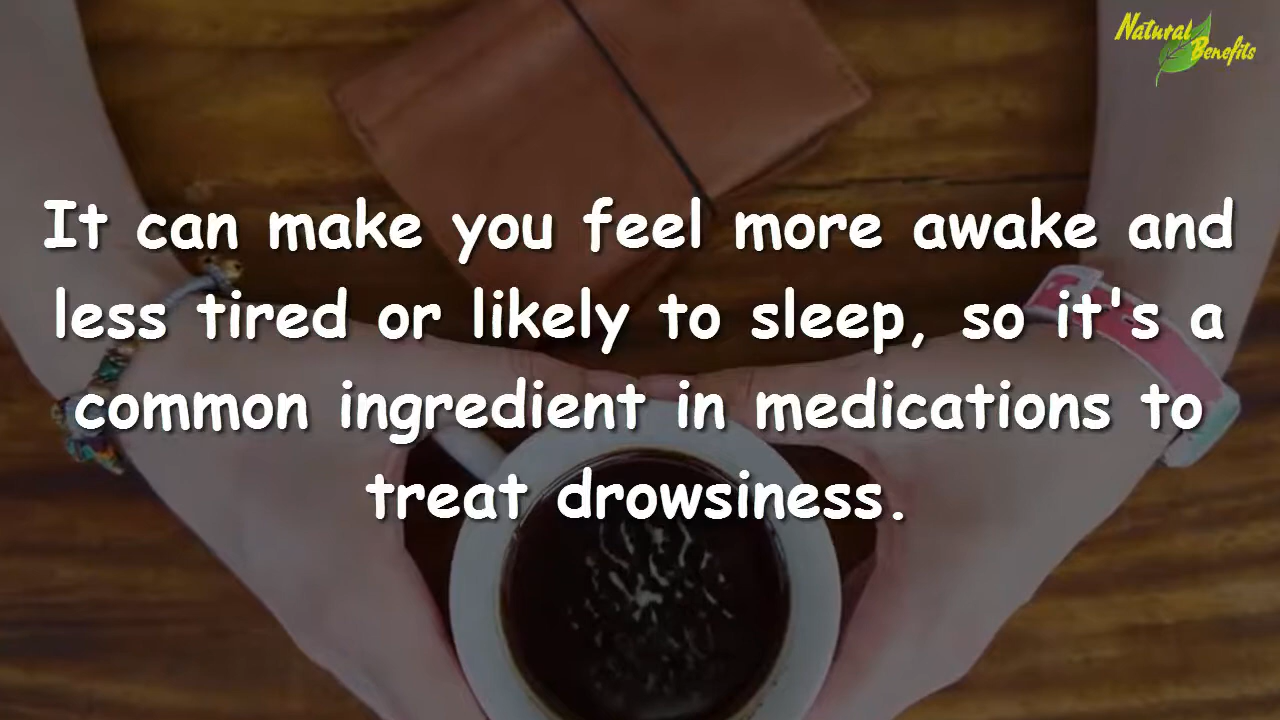 Natural
Benefits
It can make you feel more awake and
less tired or likely to sleep, so it's a
common ingredient in medications to
treat drowsiness.